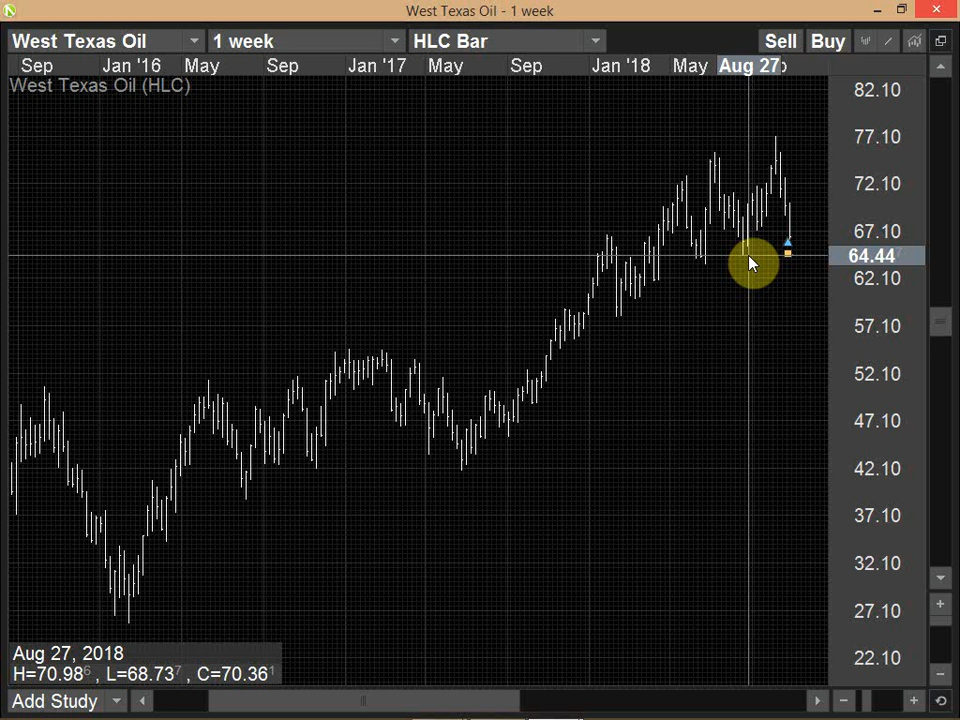 West Texas Oil - 1 week
West Texas Oil 1 week HLC Bar Sell Buy
Sep Jan '16 May Sep Jan '17 May Sep Jan '18 May Aug 27
West Texas Oil (HLC)
82.10
77.10
72.10
67.10
64.44
62.10
57.10
52.10
47.10
42.10
37.10
32.10
27.10
22.10
Aug 27, 2018
H=70.98⁶ , L=68.73⁷ , C=70.36¹
Add Study